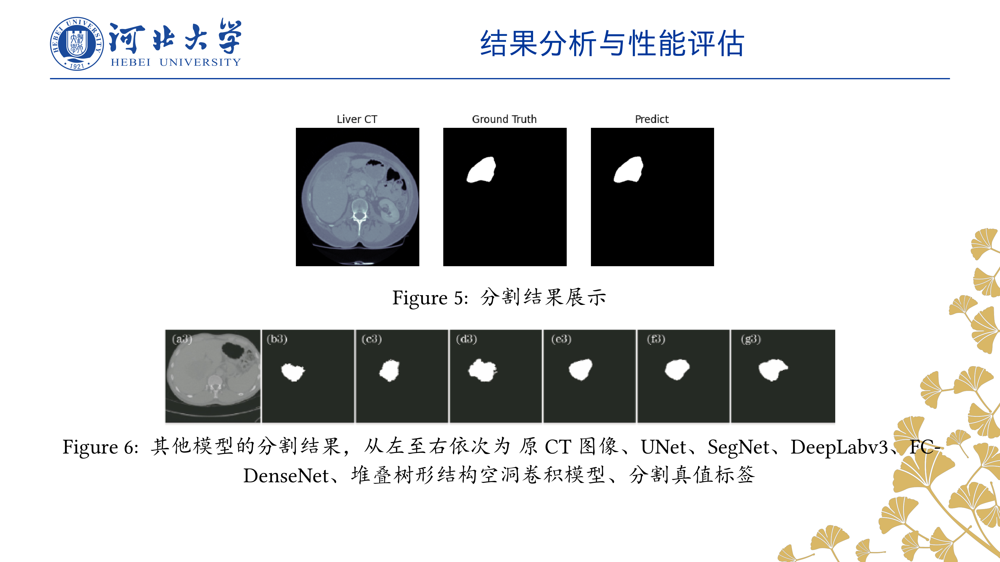 HEBEI UNIVERSITY
1921
河北大学
HEBEI UNIVERSITY
结果分析与性能评估
Liver CT
Ground Truth
Predict
Figure 5: 分割结果展示
(a3)
(b3)
(c3)
(d3)
(e3)
(f3)
(g3)
Figure 6: 其他模型的分割结果，从左至右依次为 原 CT 图像、UNet、SegNet、DeepLabv3、FC-
DenseNet、堆叠树形结构空洞卷积模型、分割真值标签